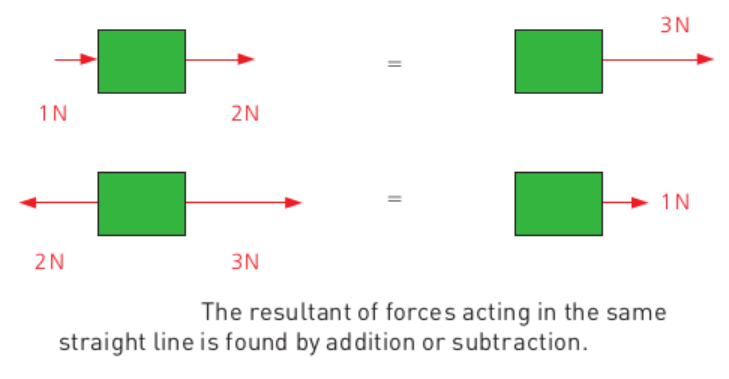 3N
=
1N 2N
= 1N
2N 3N
The resultant of forces acting in the same
straight line is found by addition or subtraction.